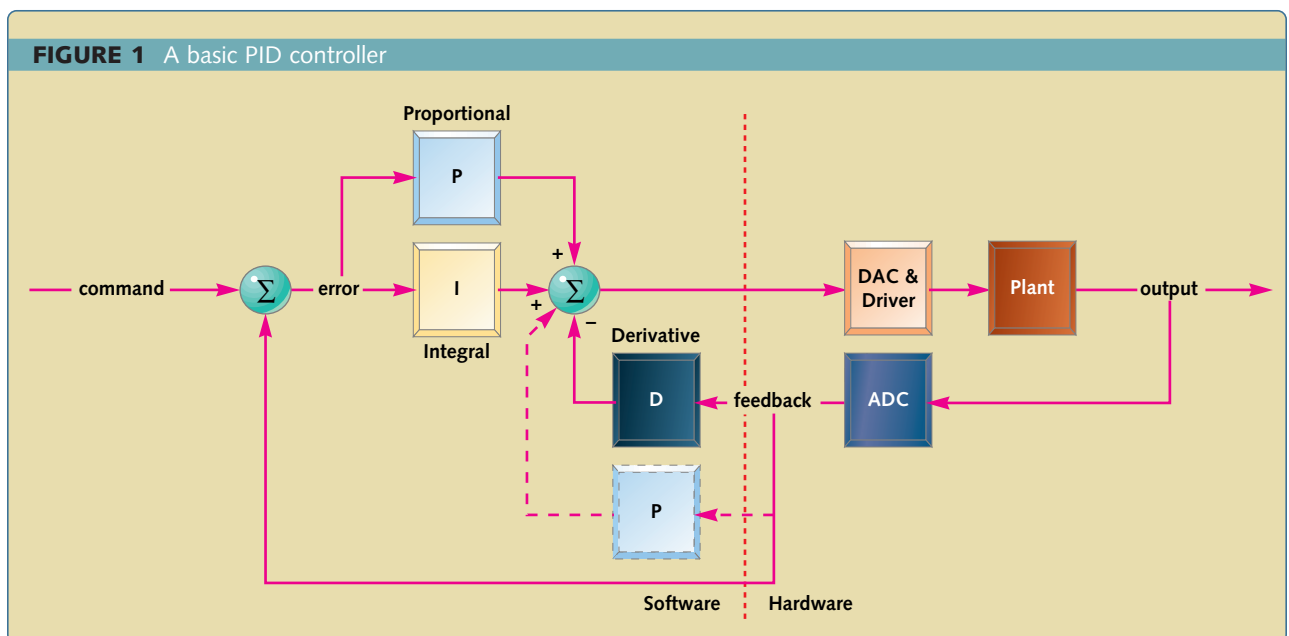 FIGURE 1 A basic PID controller
Proportional
P
+
command
Σ
error
I
+
Σ
−
DAC &
Driver
Plant
output
Integral
Derivative
D
feedback
ADC
P
Software
Hardware